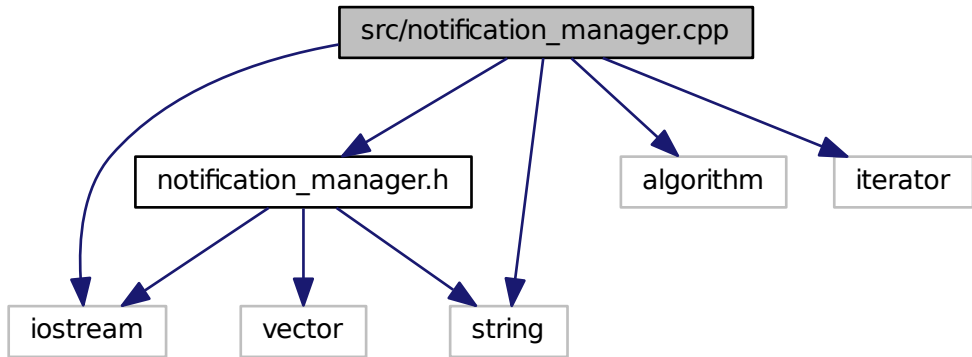 src/notification_manager.cpp
notification_manager.h
algorithm
iterator
iostream
vector
string